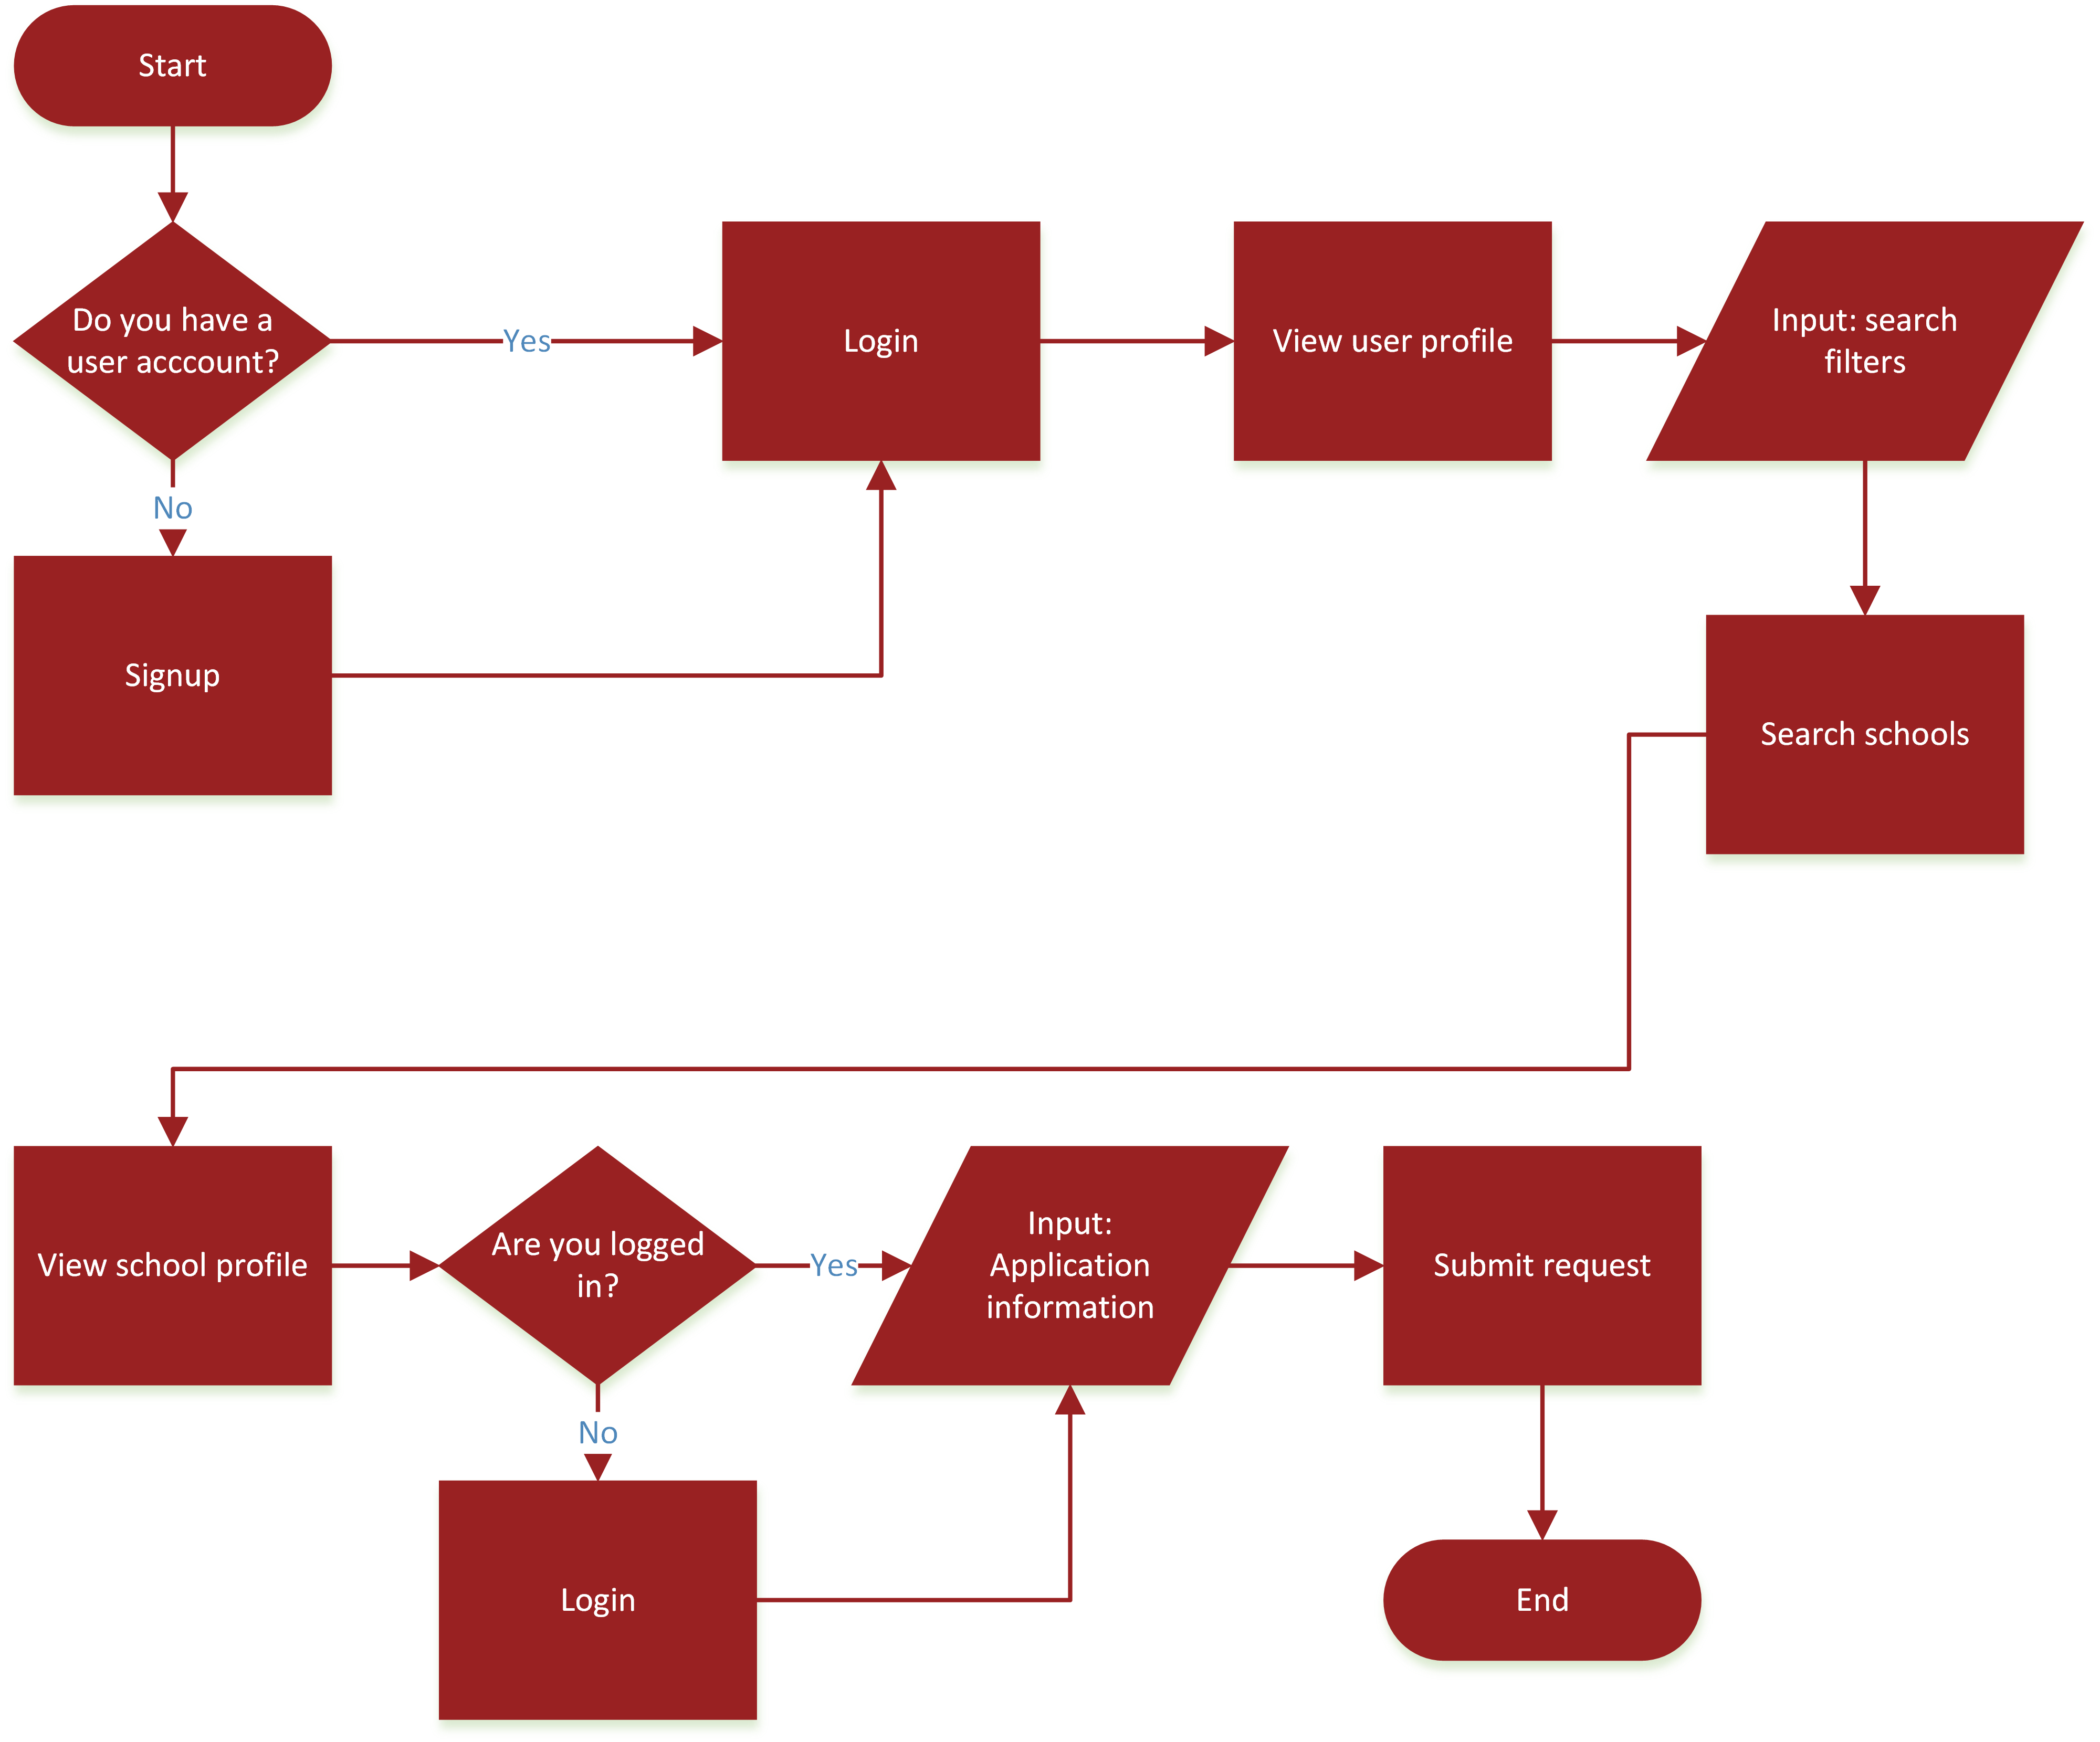 Start
Do you have a
user acccount?
Yes
Login
View user profile
Input: search
filters
No
Signup
Search schools
View school profile
Are you logged
in?
Yes
Input:
Application
information
Submit request
No
Login
End